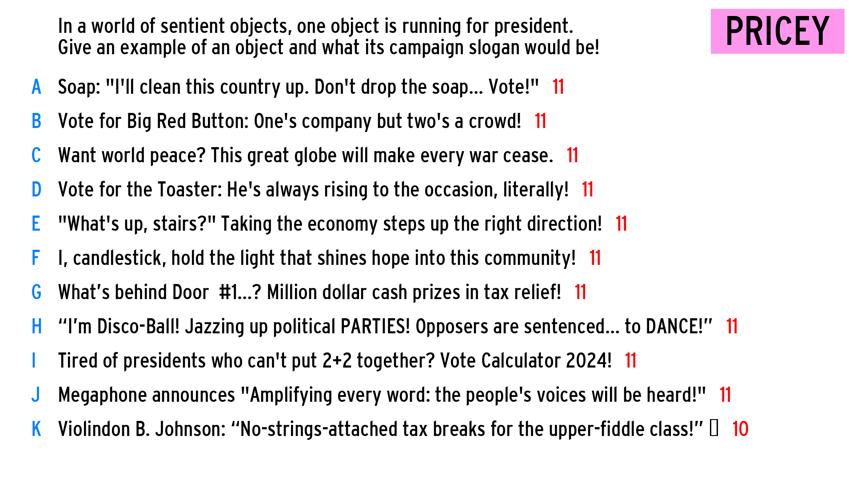 In a world of sentient objects, one object is running for president.
Give an example of an object and what its campaign slogan would be!
PRICEY
A Soap: "I'll clean this country up. Don't drop the soap... Vote!" 11
B Vote for Big Red Button: One's company but two's a crowd! 11
C Want world peace? This great globe will make every war cease. 11
D Vote for the Toaster: He's always rising to the occasion, literally! 11
E "What's up, stairs?" Taking the economy steps up the right direction! 11
F I, candlestick, hold the light that shines hope into this community! 11
G What’s behind Door  #1...? Million dollar cash prizes in tax relief! 11
H “I’m Disco-Ball! Jazzing up political PARTIES! Opposers are sentenced... to DANCE!” 11
I Tired of presidents who can't put 2+2 together? Vote Calculator 2024! 11
J Megaphone announces "Amplifying every word: the people's voices will be heard!" 11
K Violindon B. Johnson: “No-strings-attached tax breaks for the upper-fiddle class!” 10